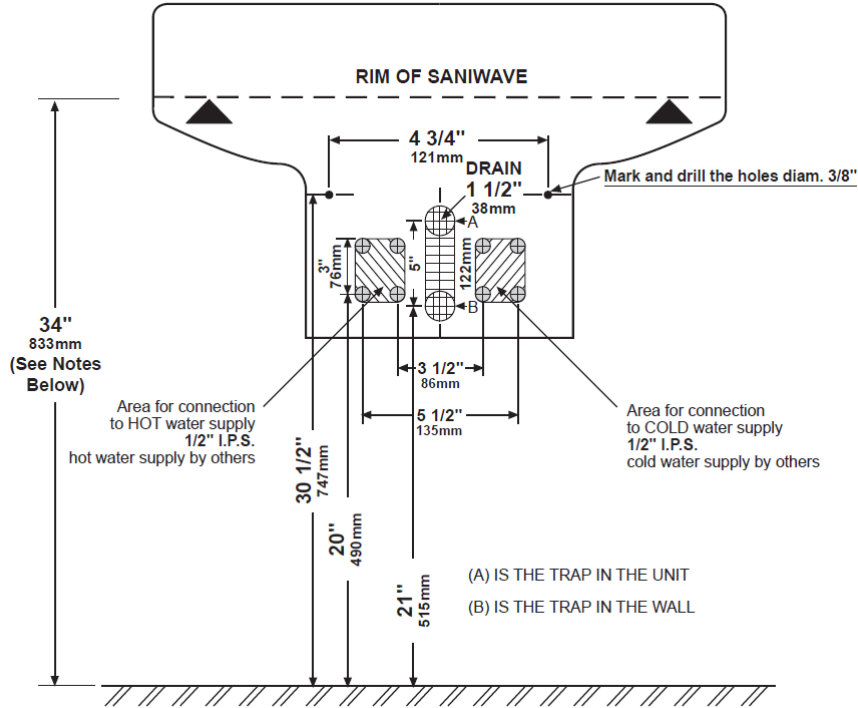 RIM OF SANIWAVE
4 3/4"
121mm
DRAIN
1 1/2"
38mm
Mark and drill the holes diam. 3/8"
A
3"
76mm
5"
122mm
B
34"
833mm
(See Notes
Below)
3 1/2"
86mm
5 1/2"
135mm
Area for connection
to HOT water supply
1/2" I.P.S.
hot water supply by others
Area for connection
to COLD water supply
1/2" I.P.S.
cold water supply by others
30 1/2"
747mm
20"
490mm
21"
515mm
(A) IS THE TRAP IN THE UNIT
(B) IS THE TRAP IN THE WALL